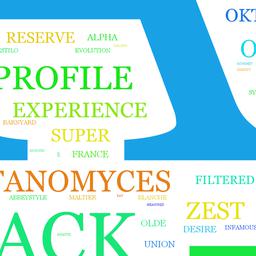 OKT
RESERVE ALPHA
EVOLUTION
PROFILE
EXPERIENCE
BARNYARD
SUPER
FRANCE
TANOMYCES
FILTERED
ABBEYSTYLE MALTIER BLANCHE
ZEST
ACK
OLDE
DESIRE INFAMOUS
UNION